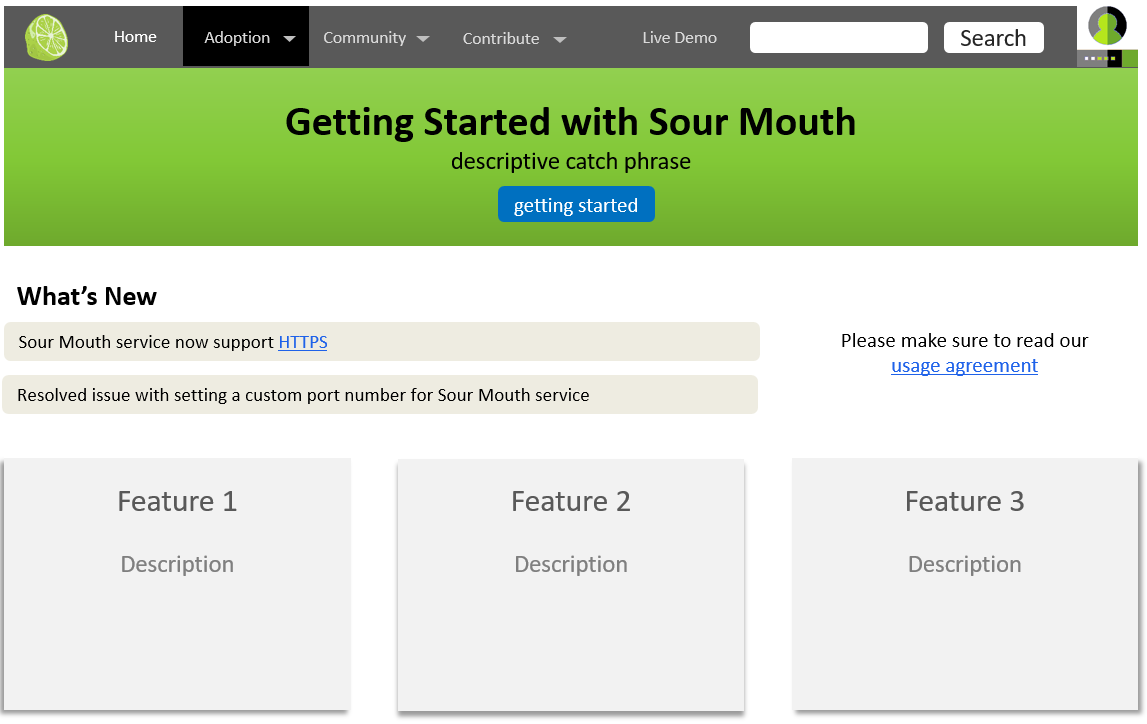 Home
Adoption
Community
Contribute
Live Demo
Search
Getting Started with Sour Mouth
descriptive catch phrase
getting started
What’s New
Sour Mouth service now support HTTPS
Resolved issue with setting a custom port number for Sour Mouth service
Please make sure to read our
usage agreement
Feature 1
Description
Feature 2
Description
Feature 3
Description